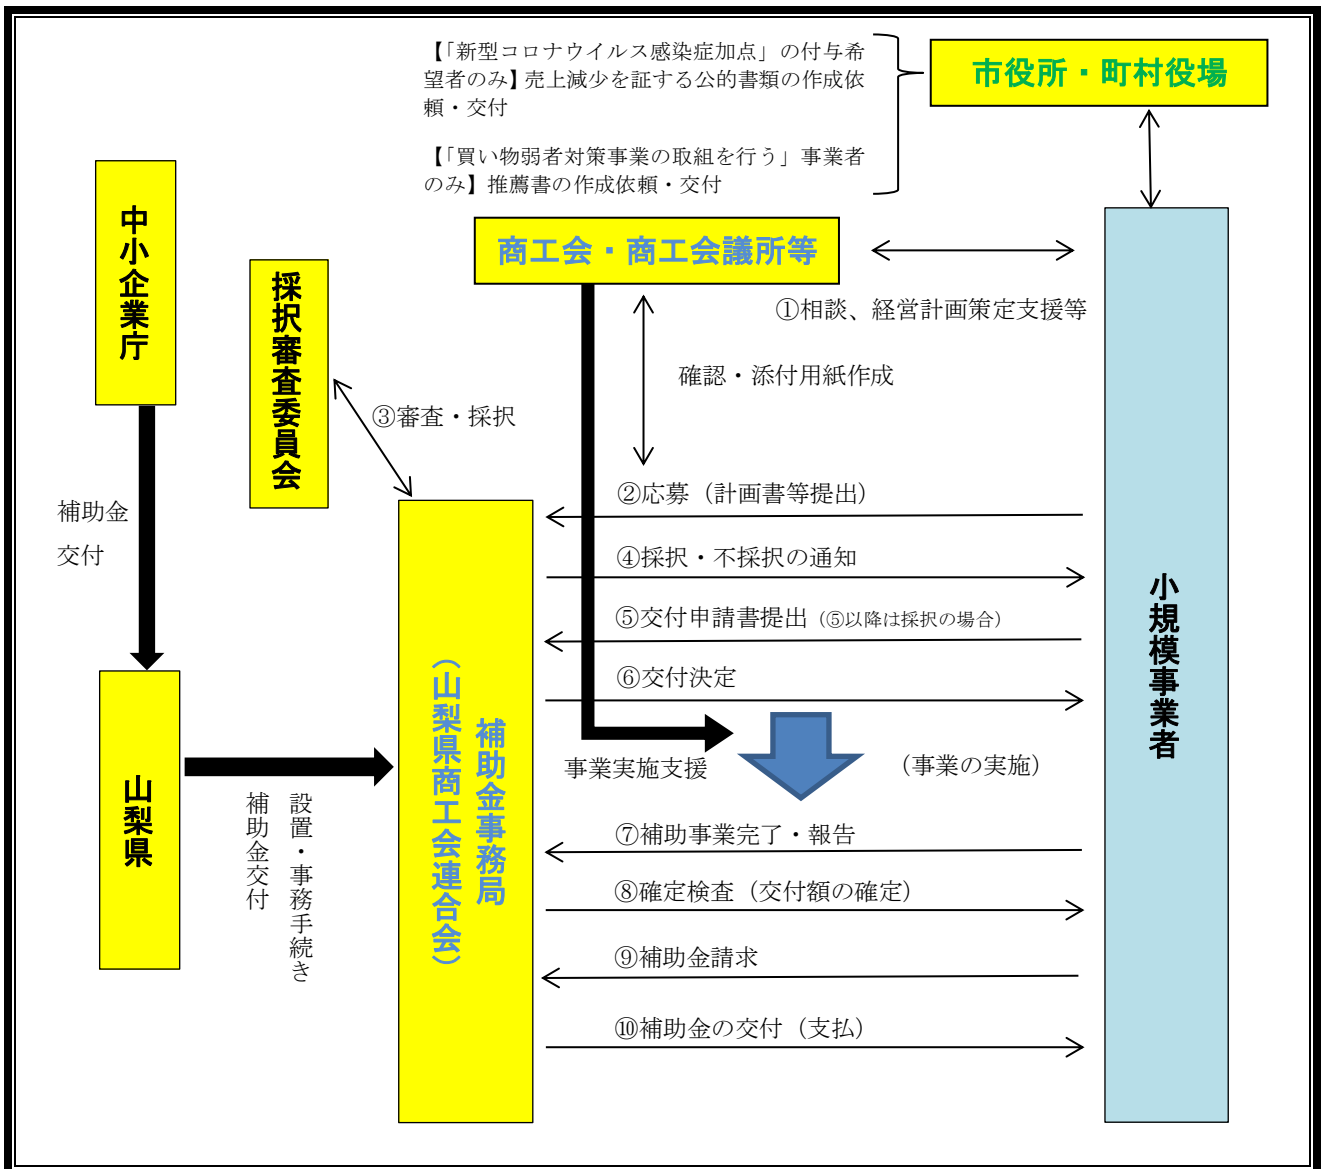 【「新型コロナウイルス感染症加点」の付与希
望者のみ】売上減少を証する公的書類の作成依
頼・交付
【「買い物弱者対策事業の取組を行う」事業者
のみ】推薦書の作成依頼・交付
市役所・町村役場
中小企業庁
採択審査委員会
商工会・商工会議所等
①相談、経営計画策定支援等
確認・添付用紙作成
③審査・採択
補助金
交付
②応募（計画書等提出）
④採択・不採択の通知
⑤交付申請書提出（⑤以降は採択の場合）
⑥交付決定
事業実施支援
（事業の実施）
⑦補助事業完了・報告
⑧確定検査（交付額の確定）
⑨補助金請求
⑩補助金の交付（支払）
山梨県
設置・事務手続き
補助金交付
補助金事務局
（山梨県商工会連合会）
小規模事業者